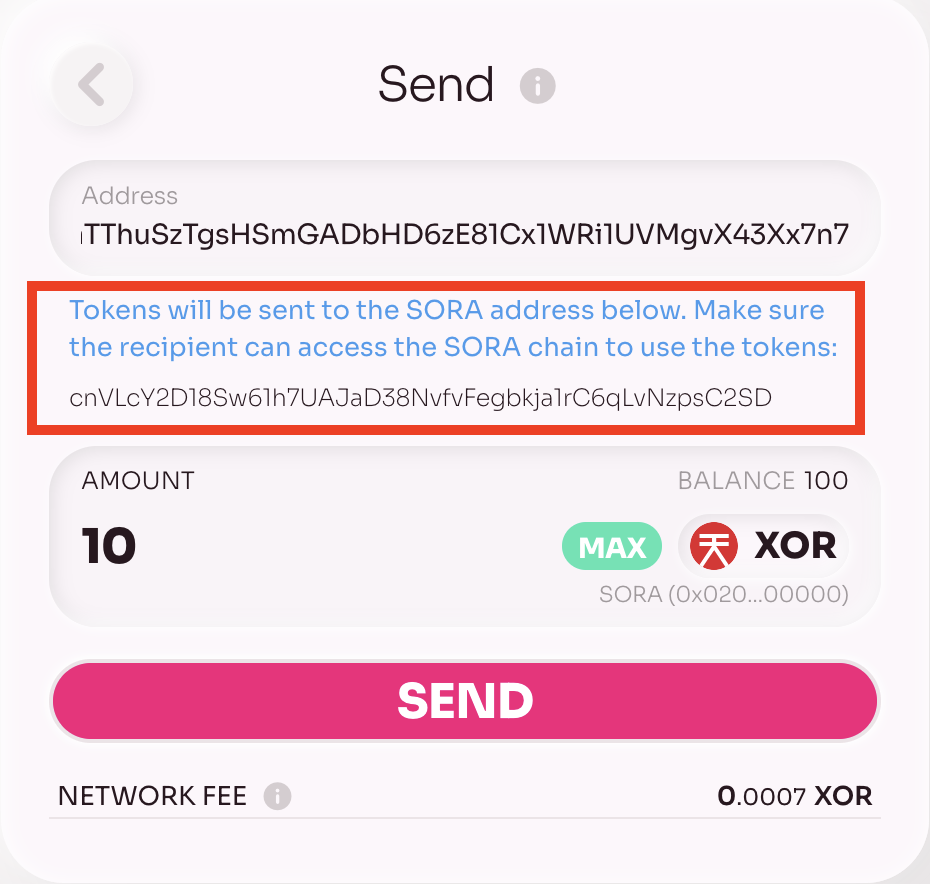 Send
Address
TThuSzTgsHSmGADbHD6zE81Cx1WRi1UVMgvX43Xx7n7
Tokens will be sent to the SORA address below. Make sure
the recipient can access the SORA chain to use the tokens:
cnVLcY2D18Sw61h7UAJaD38NvfvFegbkja1rC6qLvNzpsC2SD
AMOUNT BALANCE 100
10 MAX XOR
SORA (0x020...00000)
SEND
NETWORK FEE 0.0007 XOR